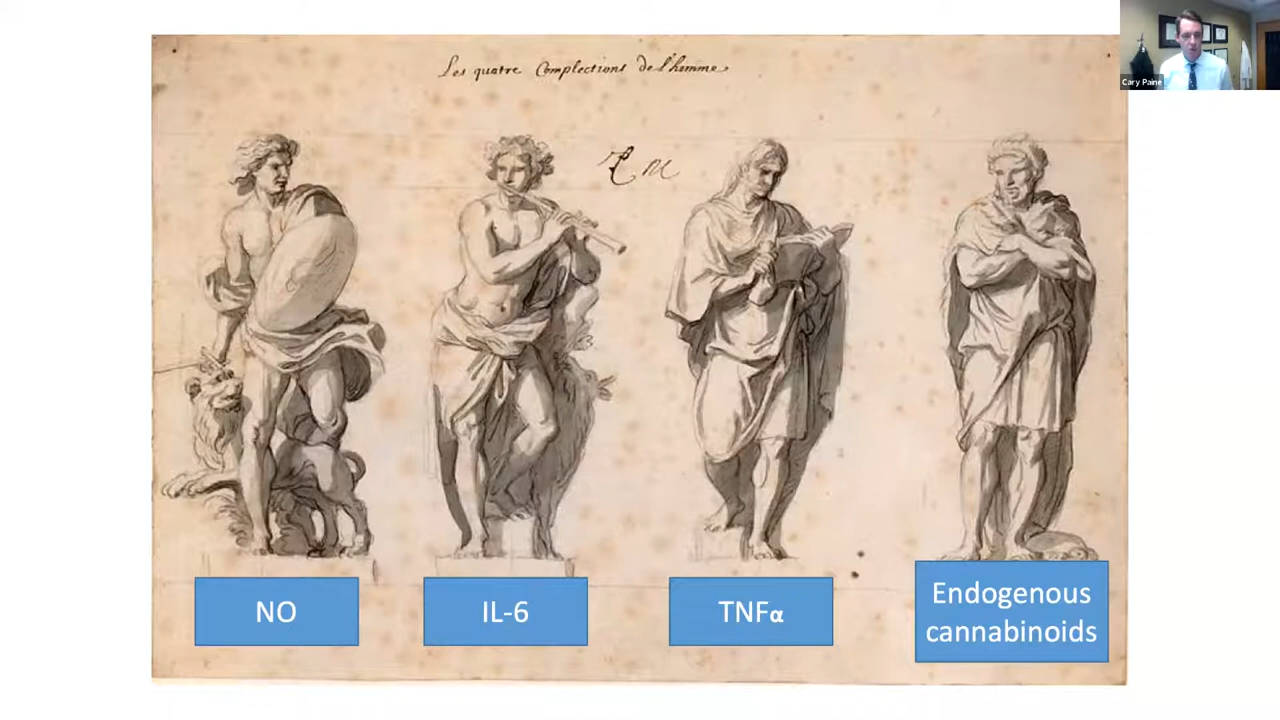 Les quatre Complections de l'homme
Cary Paine
NO
IL-6
TNFα
Endogenous
cannabinoids